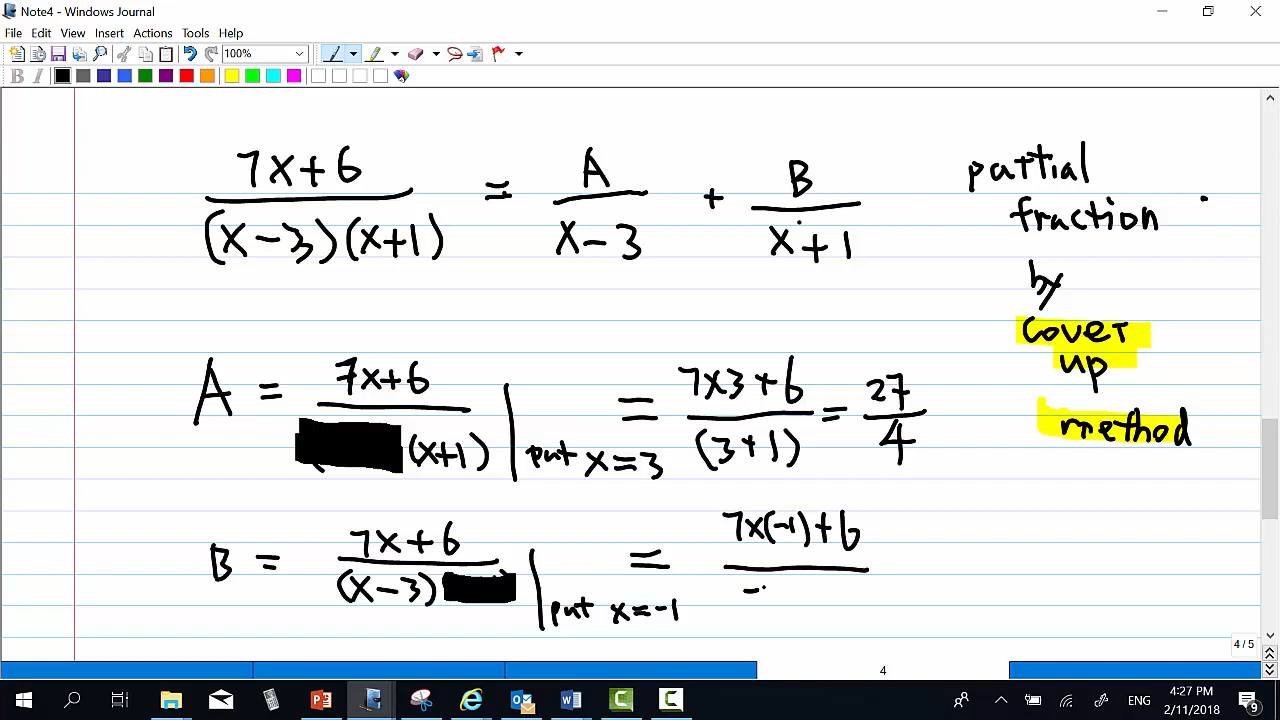 Note4 - Windows Journal
File Edit View Insert Actions Tools Help
100%
B I
7x+6 / (x-3)(x+1) = A / x-3 + B / x+1
partial
fraction
by
cover
up
method
A = 7x+6 / (x+1) | put x=3 = 7x3+6 / (3+1) = 27 / 4
B = 7x+6 / (x-3) | put x=-1 = 7x(-1)+6 / -
4 / 5
4
ENG
4:27 PM
2/11/2018
9